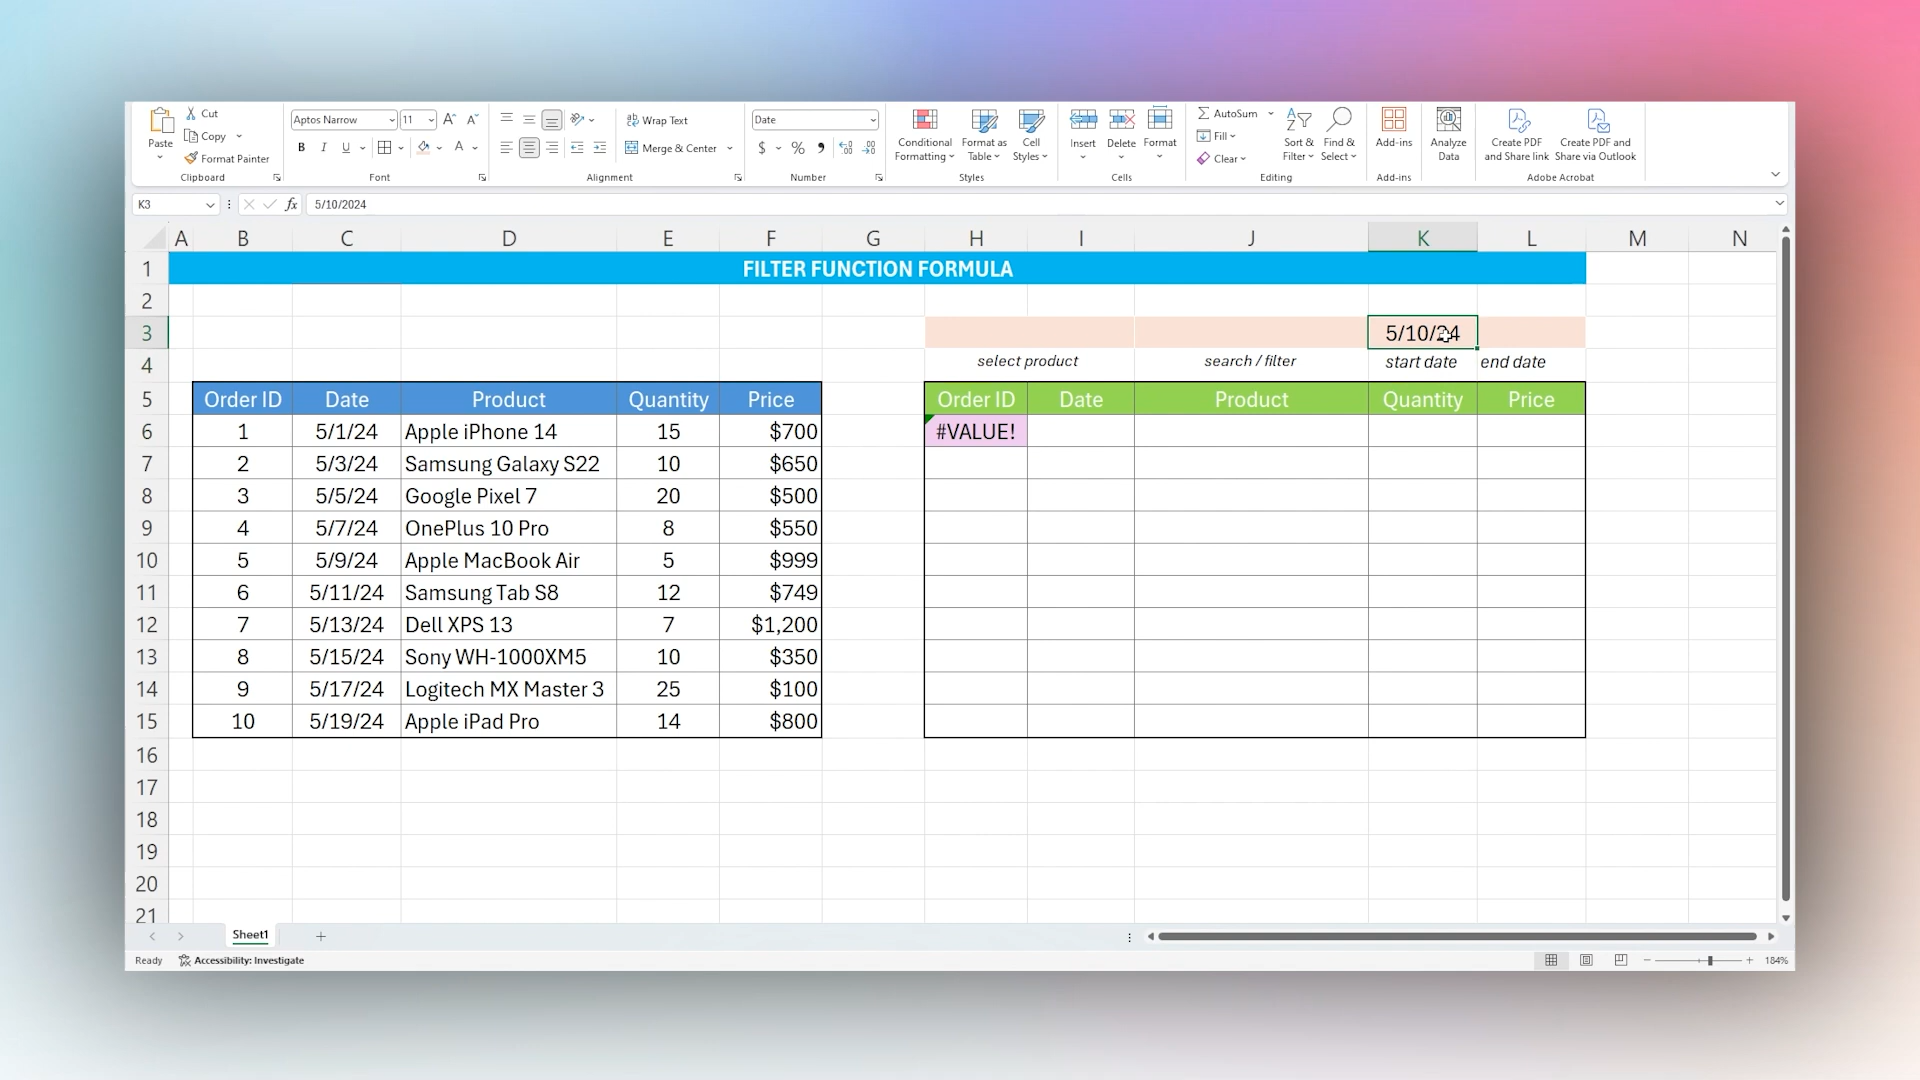 Paste
Cut
Copy
Format Painter
Clipboard
Aptos Narrow 11
B I U
Font
Wrap Text
Merge & Center
Alignment
Date
$ %
Number
Conditional Formatting
Format as Table
Cell Styles
Styles
Insert
Delete
Format
Cells
AutoSum
Fill
Clear
Sort & Filter
Find & Select
Editing
Add-ins
Add-ins
Analyze Data
Create PDF and Share link
Create PDF and Share via Outlook
Adobe Acrobat
K3 fx 5/10/2024
A B C D E F G H I J K L M N
1 FILTER FUNCTION FORMULA
2
3 5/10/24
4 select product search / filter start date end date
5 Order ID Date Product Quantity Price Order ID Date Product Quantity Price
6 1 5/1/24 Apple iPhone 14 15 $700 #VALUE!
7 2 5/3/24 Samsung Galaxy S22 10 $650
8 3 5/5/24 Google Pixel 7 20 $500
9 4 5/7/24 OnePlus 10 Pro 8 $550
10 5 5/9/24 Apple MacBook Air 5 $999
11 6 5/11/24 Samsung Tab S8 12 $749
12 7 5/13/24 Dell XPS 13 7 $1,200
13 8 5/15/24 Sony WH-1000XM5 10 $350
14 9 5/17/24 Logitech MX Master 3 25 $100
15 10 5/19/24 Apple iPad Pro 14 $800
16
17
18
19
20
21
Sheet1
Ready Accessibility: Investigate 184%